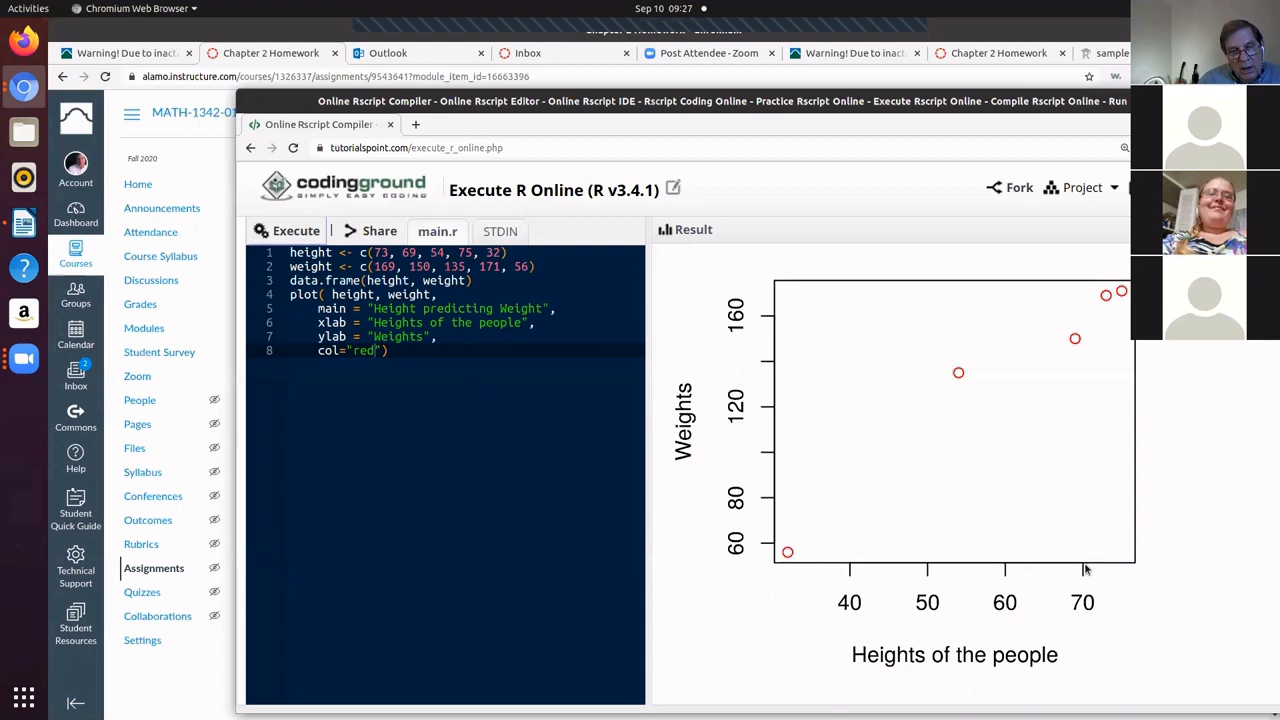 Activities
Chromium Web Browser
Sep 10 09:27
Warning! Due to inact
Chapter 2 Homework
Outlook
Inbox
Post Attendee - Zoom
Warning! Due to inact
Chapter 2 Homework
sample
alamo.instructure.com/courses/1326337/assignments/9543641?module_item_id=16663396
Online Rscript Compiler - Online Rscript Editor - Online Rscript IDE - Rscript Coding Online - Practice Rscript Online - Execute Rscript Online - Compile Rscript Online - Run
Online Rscript Compiler -
tutorialspoint.com/execute_r_online.php
codingground
SIMPLY EASY CODING
Execute R Online (R v3.4.1)
Fork
Project
Execute
Share
main.r
STDIN
Result
1 height <- c(73, 69, 54, 75, 32)
2 weight <- c(169, 150, 135, 171, 56)
3 data.frame(height, weight)
4 plot( height, weight,
5 main = "Height predicting Weight",
6 xlab = "Heights of the people",
7 ylab = "Weights",
8 col="red")
Weights
160
120
80
60
40 50 60 70
Heights of the people
Account
Dashboard
Courses
Groups
Calendar
2
Inbox
Commons
Help
Student
Quick Guide
Technical
Support
Student
Resources
MATH-1342-01
Fall 2020
Home
Announcements
Attendance
Course Syllabus
Discussions
Grades
Modules
Student Survey
Zoom
People
Pages
Files
Syllabus
Conferences
Outcomes
Rubrics
Assignments
Quizzes
Collaborations
Settings